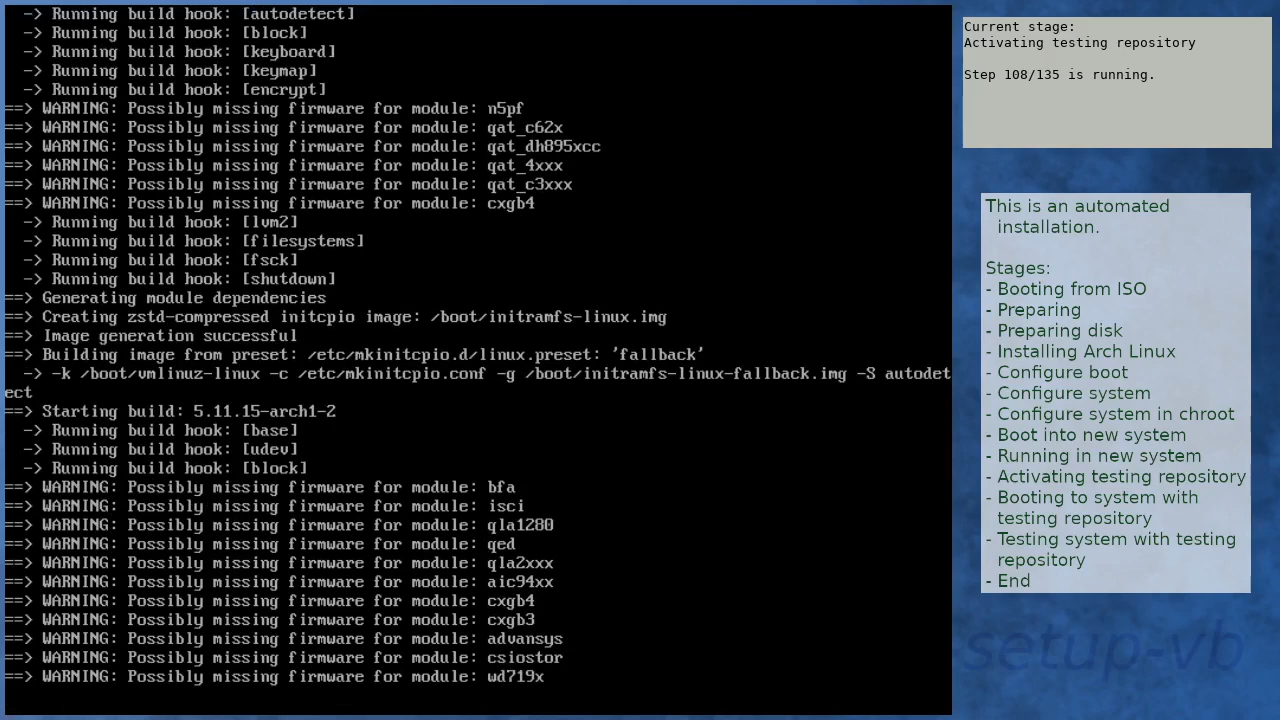 -> Running build hook: [autodetect]
-> Running build hook: [block]
-> Running build hook: [keyboard]
-> Running build hook: [keymap]
-> Running build hook: [encrypt]
==> WARNING: Possibly missing firmware for module: n5pf
==> WARNING: Possibly missing firmware for module: qat_c62x
==> WARNING: Possibly missing firmware for module: qat_dh895xcc
==> WARNING: Possibly missing firmware for module: qat_4xxx
==> WARNING: Possibly missing firmware for module: qat_c3xxx
==> WARNING: Possibly missing firmware for module: cxgb4
-> Running build hook: [lvm2]
-> Running build hook: [filesystems]
-> Running build hook: [fsck]
-> Running build hook: [shutdown]
==> Generating module dependencies
==> Creating zstd-compressed initcpio image: /boot/initramfs-linux.img
==> Image generation successful
==> Building image from preset: /etc/mkinitcpio.d/linux.preset: 'fallback'
-> -k /boot/vmlinuz-linux -c /etc/mkinitcpio.conf -g /boot/initramfs-linux-fallback.img -S autodet
ect
==> Starting build: 5.11.15-arch1-2
-> Running build hook: [base]
-> Running build hook: [udev]
-> Running build hook: [block]
==> WARNING: Possibly missing firmware for module: bfa
==> WARNING: Possibly missing firmware for module: isci
==> WARNING: Possibly missing firmware for module: qla1280
==> WARNING: Possibly missing firmware for module: qed
==> WARNING: Possibly missing firmware for module: qla2xxx
==> WARNING: Possibly missing firmware for module: aic94xx
==> WARNING: Possibly missing firmware for module: cxgb4
==> WARNING: Possibly missing firmware for module: cxgb3
==> WARNING: Possibly missing firmware for module: advansys
==> WARNING: Possibly missing firmware for module: csiostor
==> WARNING: Possibly missing firmware for module: wd719x
Current stage:
Activating testing repository
Step 108/135 is running.
This is an automated
installation.
Stages:
- Booting from ISO
- Preparing
- Preparing disk
- Installing Arch Linux
- Configure boot
- Configure system
- Configure system in chroot
- Boot into new system
- Running in new system
- Activating testing repository
- Booting to system with
testing repository
- Testing system with testing
repository
- End
setup-vb